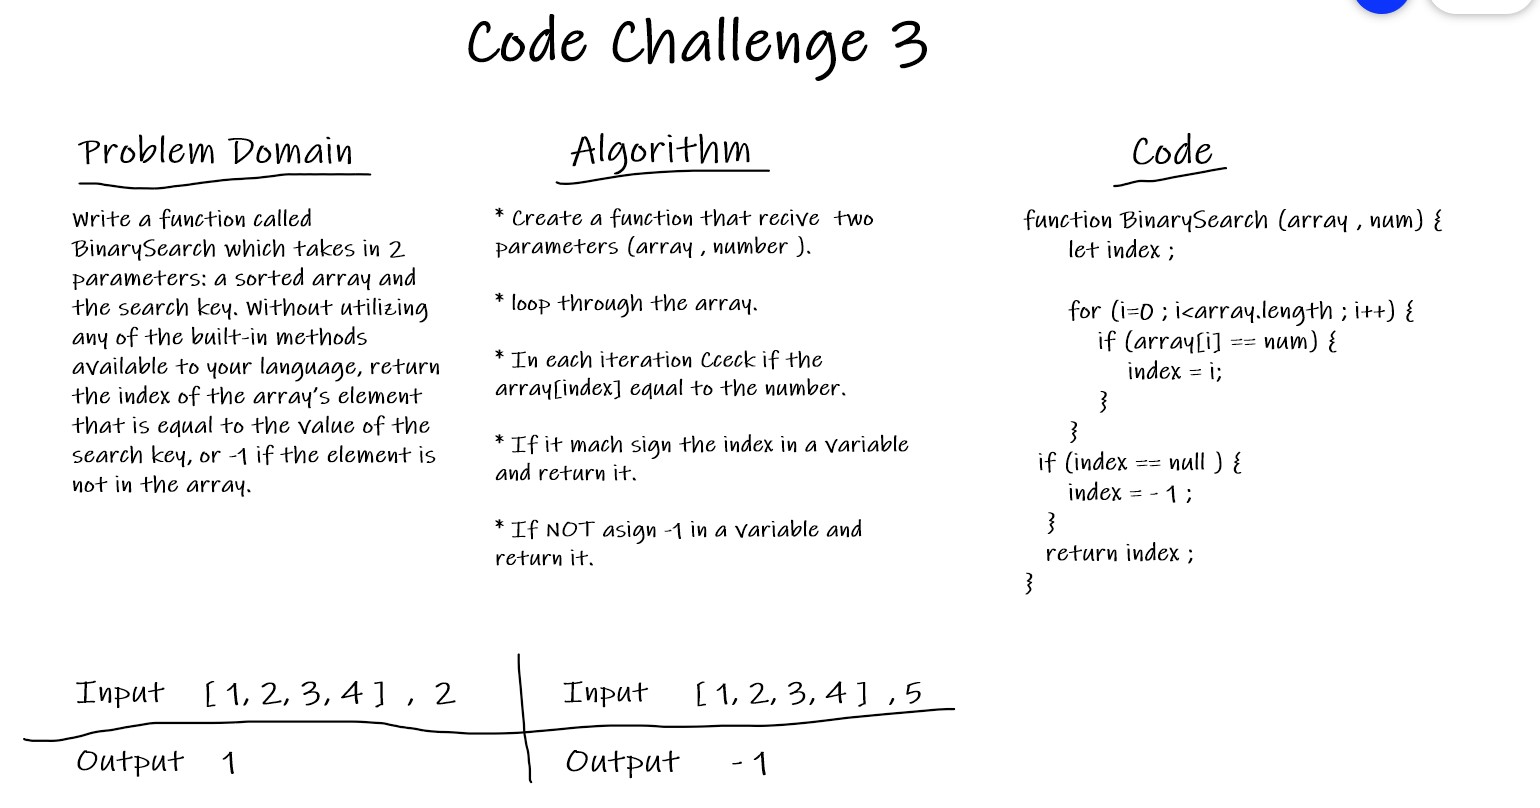 Code Challenge 3
Problem Domain
Write a function called
BinarySearch which takes in 2
parameters: a sorted array and
the search key. Without utilizing
any of the built-in methods
available to your language, return
the index of the array's element
that is equal to the value of the
search key, or -1 if the element is
not in the array.
Algorithm
* Create a function that recive two
parameters (array , number ).
* loop through the array.
* In each iteration Cceck if the
array[index] equal to the number.
* If it mach sign the index in a variable
and return it.
* If NOT asign -1 in a variable and
return it.
Code
function BinarySearch (array , num) {
let index ;
for (i=0 ; i<array.length ; i++) {
if (array[i] == num) {
index = i;
}
}
if (index == null ) {
index = - 1 ;
}
return index ;
}
Input [ 1, 2, 3, 4 ] , 2
Output 1
Input [ 1, 2, 3, 4 ] , 5
Output - 1